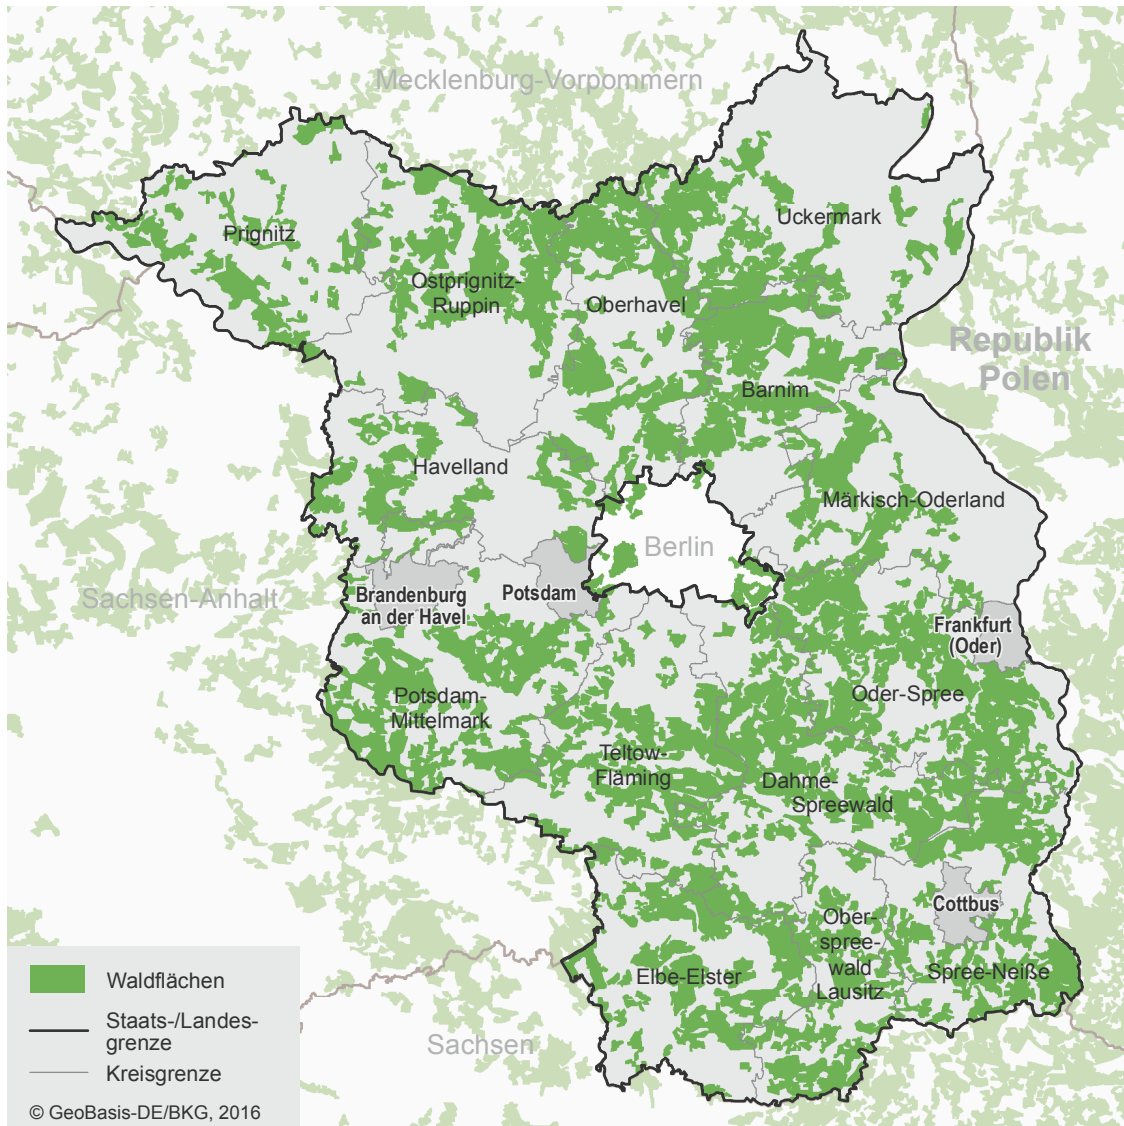 Mecklenburg-Vorpommern
Uckermark
Prignitz
Ostprignitz-
Ruppin
Oberhavel
Republik
Polen
Barnim
Havelland
Märkisch-Oderland
Berlin
Sachsen-Anhalt
Brandenburg
an der Havel
Potsdam
Frankfurt
(Oder)
Potsdam-
Mittelmark
Oder-Spree
Teltow-
Fläming
Dahme-
Spreewald
Cottbus
Ober-
spree-
wald
Lausitz
Elbe-Elster
Spree-Neiße
Sachsen
Waldflächen
Staats-/Landes-
grenze
Kreisgrenze
© GeoBasis-DE/BKG, 2016